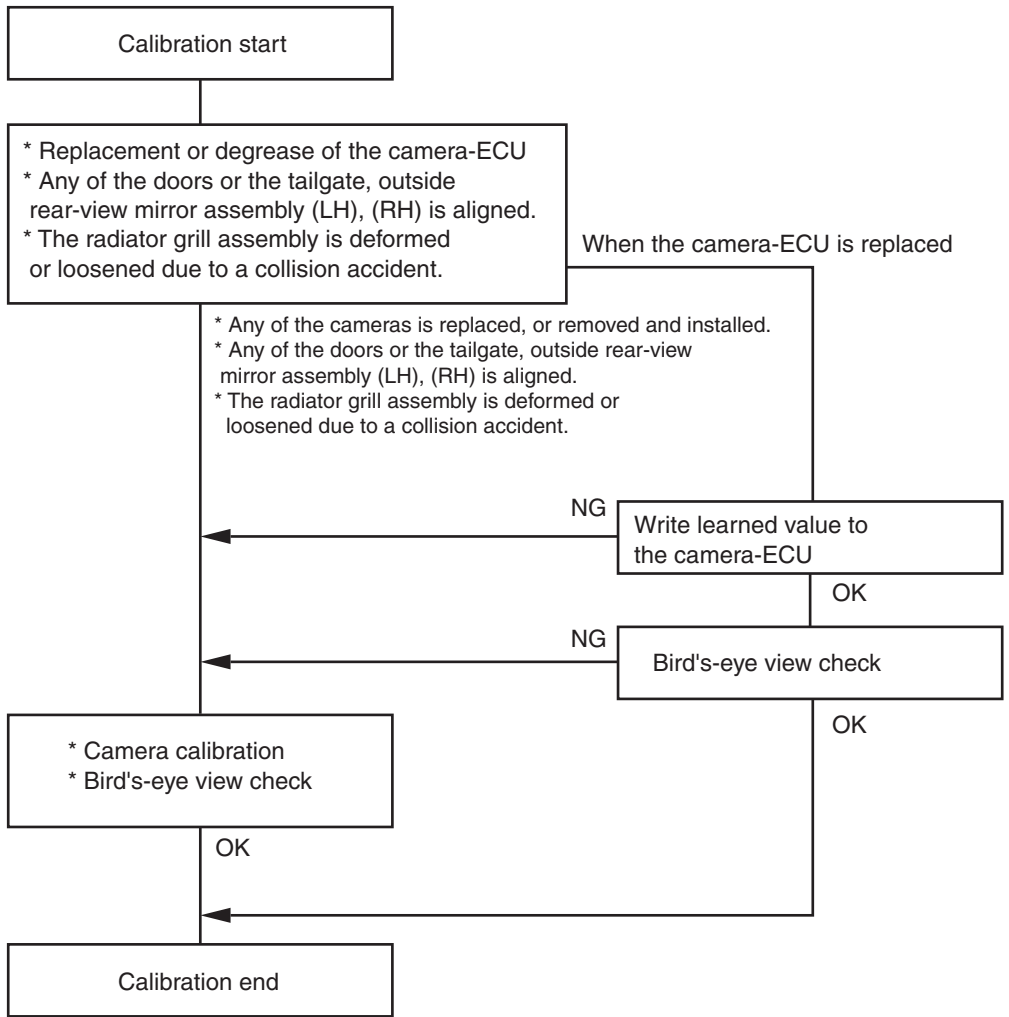 Calibration start
* Replacement or degrease of the camera-ECU
* Any of the doors or the tailgate, outside
rear-view mirror assembly (LH), (RH) is aligned.
* The radiator grill assembly is deformed
or loosened due to a collision accident.
When the camera-ECU is replaced
* Any of the cameras is replaced, or removed and installed.
* Any of the doors or the tailgate, outside rear-view
mirror assembly (LH), (RH) is aligned.
* The radiator grill assembly is deformed or
loosened due to a collision accident.
NG
Write learned value to
the camera-ECU
OK
NG
Bird's-eye view check
OK
* Camera calibration
* Bird's-eye view check
OK
Calibration end